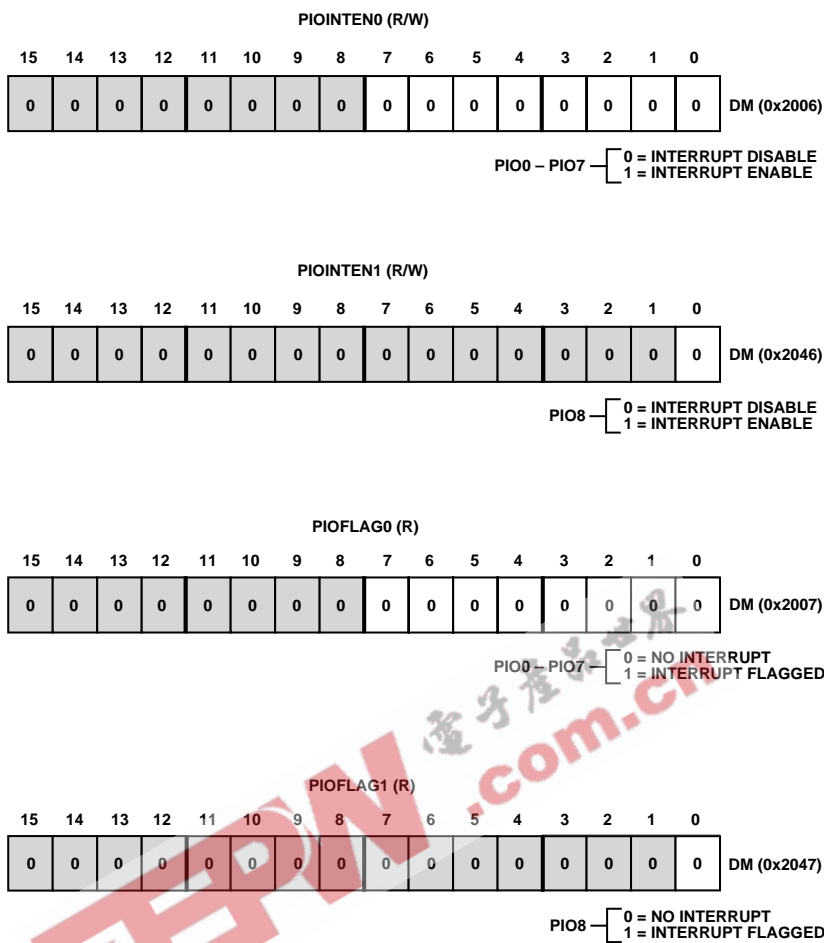 PIOINTEN0 (R/W)
15 14 13 12 11 10 9 8 7 6 5 4 3 2 1 0
0 0 0 0 0 0 0 0 0 0 0 0 0 0 0 0 DM (0x2006)
PIO0 – PIO7 0 = INTERRUPT DISABLE
1 = INTERRUPT ENABLE
PIOINTEN1 (R/W)
15 14 13 12 11 10 9 8 7 6 5 4 3 2 1 0
0 0 0 0 0 0 0 0 0 0 0 0 0 0 0 0 DM (0x2046)
PIO8 0 = INTERRUPT DISABLE
1 = INTERRUPT ENABLE
PIOFLAG0 (R)
15 14 13 12 11 10 9 8 7 6 5 4 3 2 1 0
0 0 0 0 0 0 0 0 0 0 0 0 0 0 0 0 DM (0x2007)
PIO0 – PIO7 0 = NO INTERRUPT
1 = INTERRUPT FLAGGED
電子產品世界
.com.cn
PIOFLAG1 (R)
15 14 13 12 11 10 9 8 7 6 5 4 3 2 1 0
0 0 0 0 0 0 0 0 0 0 0 0 0 0 0 0 DM (0x2047)
PIO8 0 = NO INTERRUPT
1 = INTERRUPT FLAGGED